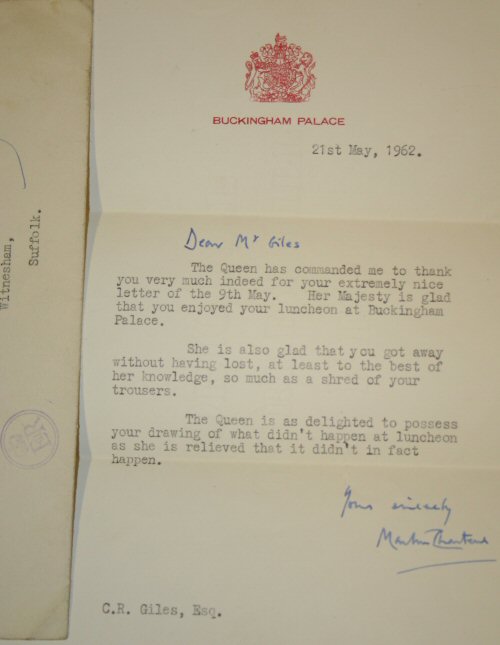 BUCKINGHAM PALACE
21st May, 1962.
Dear Mr Giles
The Queen has commanded me to thank
you very much indeed for your extremely nice
letter of the 9th May. Her Majesty is glad
that you enjoyed your luncheon at Buckingham
Palace.
She is also glad that you got away
without having lost, at least to the best of
her knowledge, so much as a shred of your
trousers.
The Queen is as delighted to possess
your drawing of what didn't happen at luncheon
as she is relieved that it didn't in fact
happen.
Yours sincerely
Martin Charteris
C.R. Giles, Esq.
Witnesham,
Suffolk.